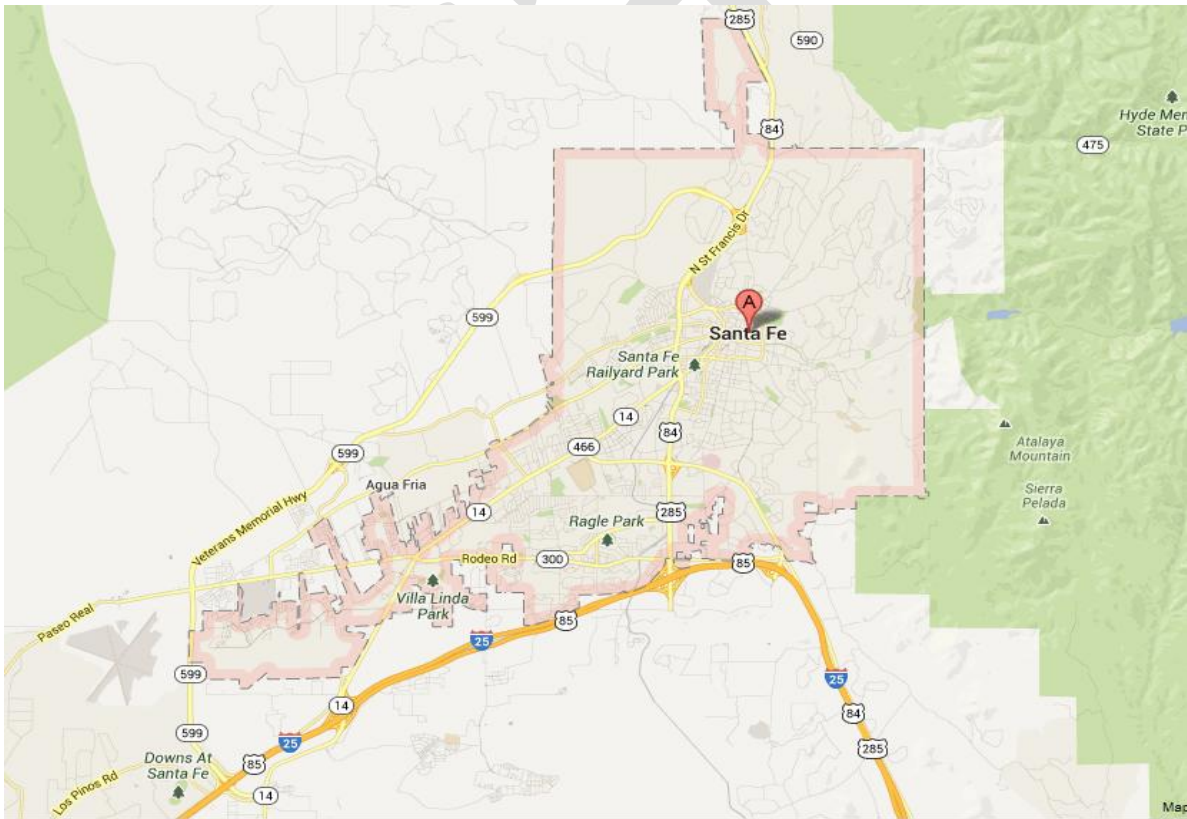 285
590
Hyde Mem
State P
84
475
N St Francis Dr
599
Santa Fe
Santa Fe
Railyard Park
14
84
466
Atalaya
Mountain
599
Agua Fria
Sierra
Pelada
14
285
Ragle Park
Veterans Memorial Hwy
Rodeo Rd
300
85
Villa Linda
Park
Paseo Real
85
25
599
25
14
84
599
25
285
Downs At
Santa Fe
85
Los Pinos Rd
14
Map